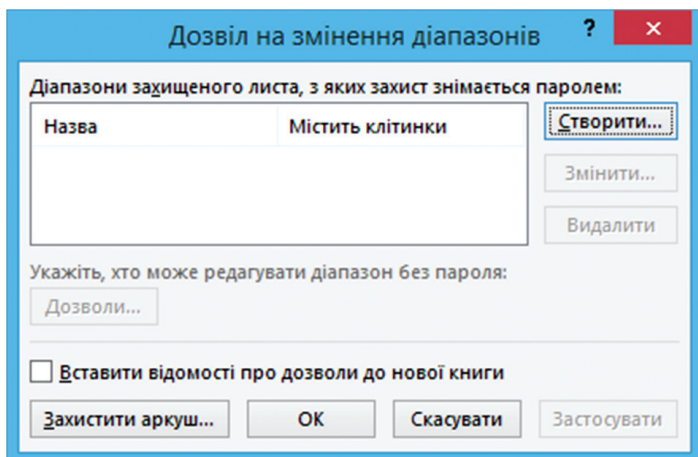 Дозвіл на змінення діапазонів ?
Діапазони захищеного листа, з яких захист знімається паролем:
Назва Містить клітинки
Створити...
Змінити...
Видалити
Укажіть, хто може редагувати діапазон без пароля:
Дозволи...
Вставити відомості про дозволи до нової книги
Захистити аркуш... ОК Скасувати Застосувати